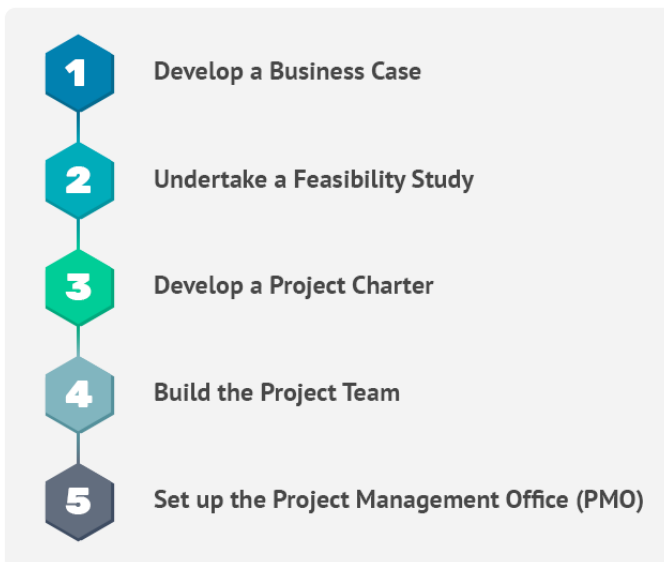 1 Develop a Business Case
2 Undertake a Feasibility Study
3 Develop a Project Charter
4 Build the Project Team
5 Set up the Project Management Office (PMO)